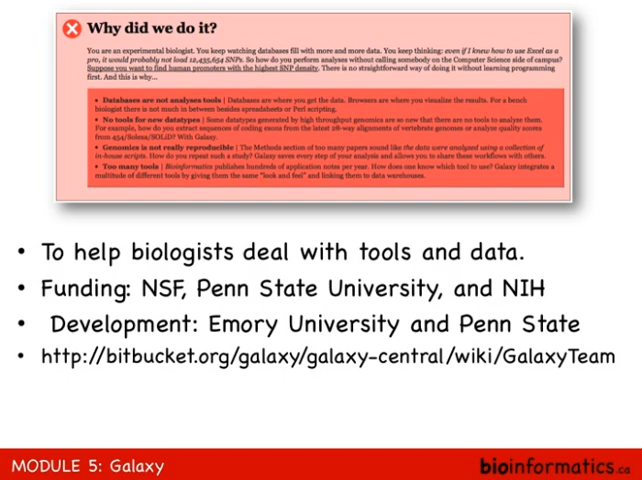 Why did we do it?
You are an experimental biologist. You keep watching databases fill with more and more data. You keep thinking: even if I knew how to use Excel as a
pro, it would probably not load 12,435,654 SNPs. So how do you perform analyses without calling somebody on the Computer Science side of campus?
Suppose you want to find human promoters with the highest SNP density. There is no straightforward way of doing it without learning programming
first. And this is why...
• Databases are not analyses tools | Databases are where you get the data. Browsers are where you visualize the results. For a bench
biologist there is not much in between besides spreadsheets or Perl scripting.
• No tools for new datatypes | Some datatypes generated by high throughput genomics are so new that there are no tools to analyze them.
For example, how do you extract sequences of coding exons from the latest 28-way alignments of vertebrate genomes or analyze quality scores
from 454/Solexa/SOLiD? With Galaxy.
• Genomics is not really reproducible | The Methods section of too many papers sound like the data were analyzed using a collection of
in-house scripts. How do you repeat such a study? Galaxy saves every step of your analysis and allows you to share these workflows with others.
• Too many tools | Bioinformatics publishes hundreds of application notes per year. How does one know which tool to use? Galaxy integrates a
multitude of different tools by giving them the same "look and feel" and linking them to data warehouses.
• To help biologists deal with tools and data.
• Funding: NSF, Penn State University, and NIH
• Development: Emory University and Penn State
• http://bitbucket.org/galaxy/galaxy-central/wiki/GalaxyTeam
MODULE 5: Galaxy
bioinformatics.ca